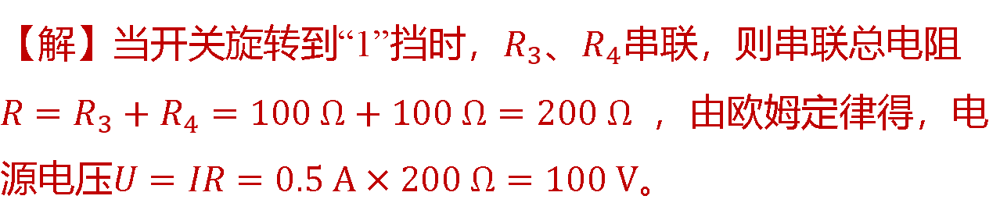 【解】当开关旋转到“1”挡时，R₃、R₄串联，则串联总电阻
R = R₃ + R₄ = 100 Ω + 100 Ω = 200 Ω ，由欧姆定律得，电
源电压U = IR = 0.5 A × 200 Ω = 100 V。